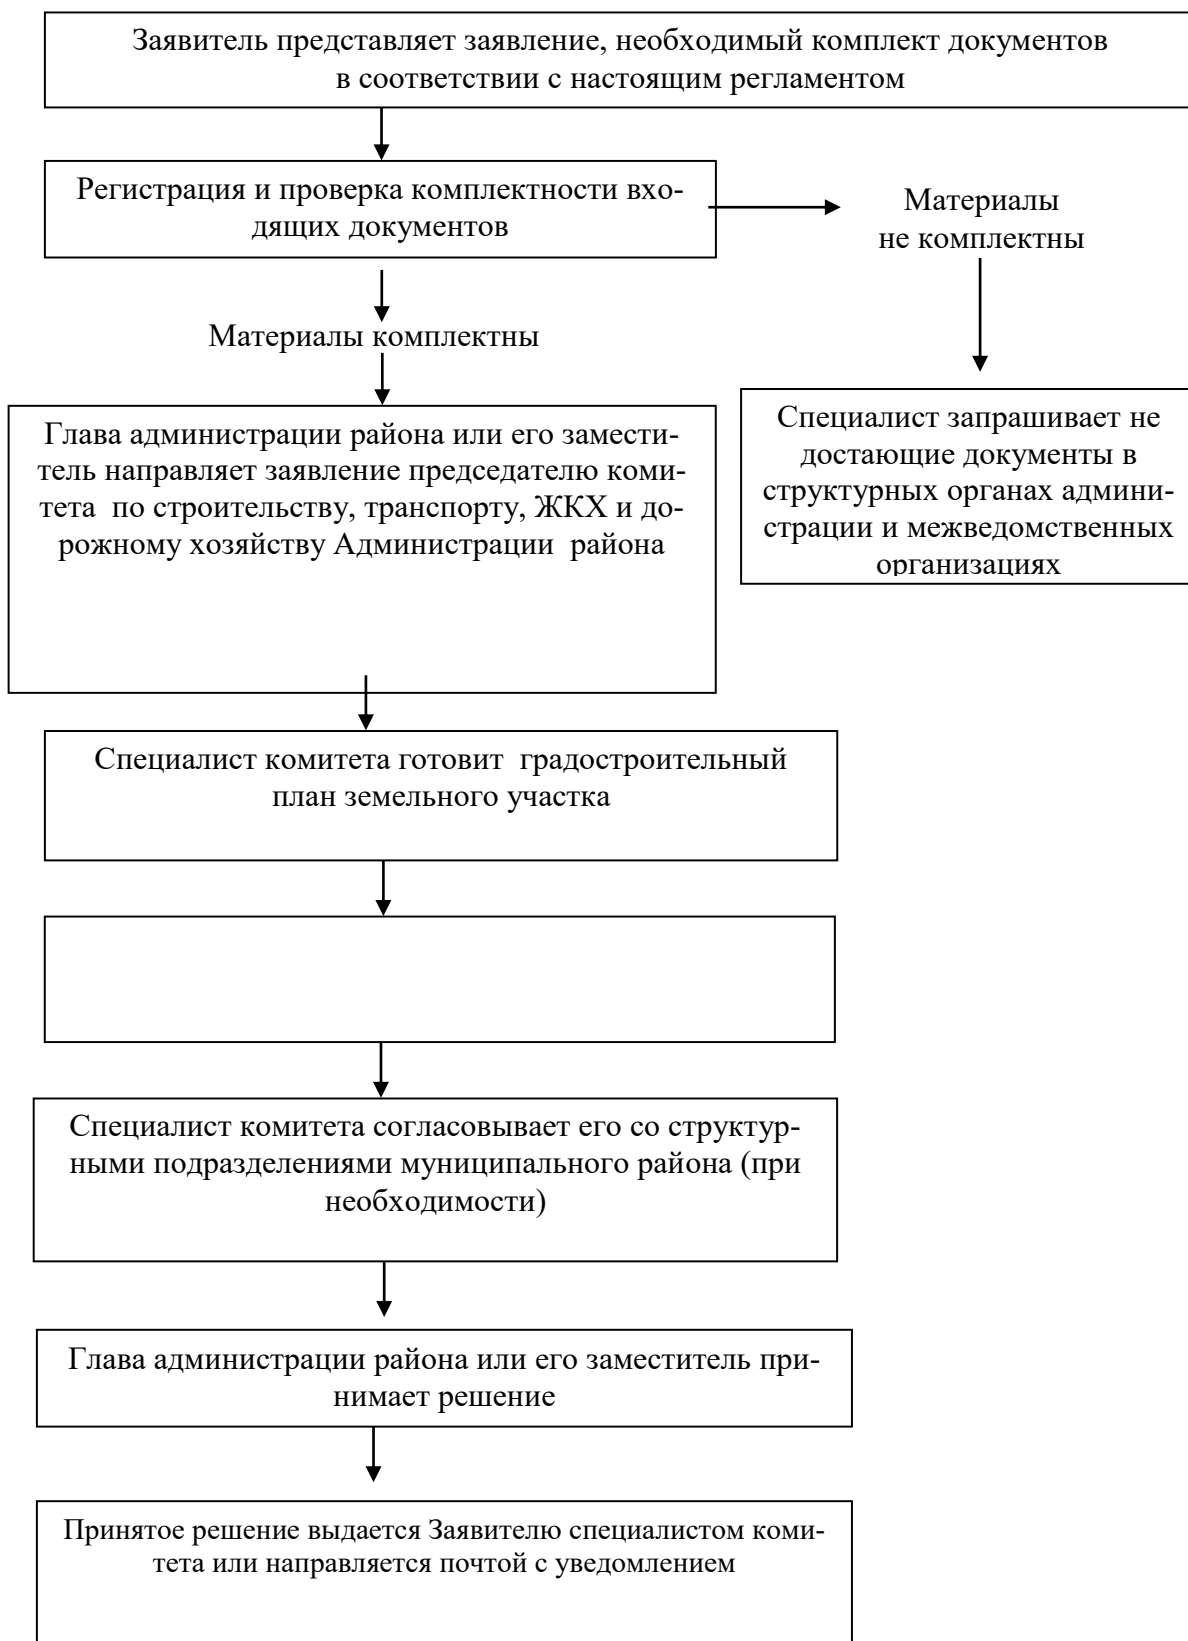 Заявитель представляет заявление, необходимый комплект документов
в соответствии с настоящим регламентом
Регистрация и проверка комплектности вхо-
дящих документов
Материалы
не комплектны
Материалы комплектны
Глава администрации района или его замести-
тель направляет заявление председателю коми-
тета по строительству, транспорту, ЖКХ и до-
рожному хозяйству Администрации района
Специалист запрашивает не
достающие документы в
структурных органах админи-
страции и межведомственных
организациях
Специалист комитета готовит градостроительный
план земельного участка
Специалист комитета согласовывает его со структур-
ными подразделениями муниципального района (при
необходимости)
Глава администрации района или его заместитель при-
нимает решение
Принятое решение выдается Заявителю специалистом коми-
тета или направляется почтой с уведомлением